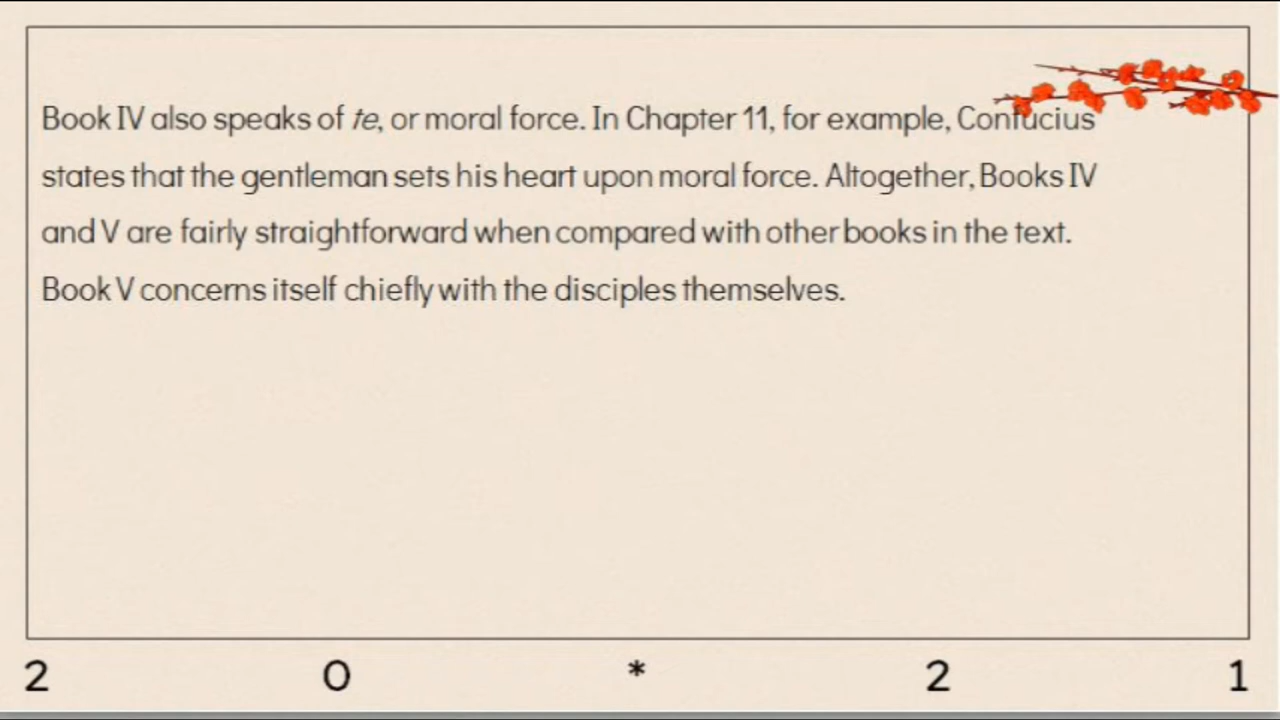 Book IV also speaks of te, or moral force. In Chapter 11, for example, Confucius
states that the gentleman sets his heart upon moral force. Altogether, Books IV
and V are fairly straightforward when compared with other books in the text.
Book V concerns itself chiefly with the disciples themselves.
2 0 * 2 1